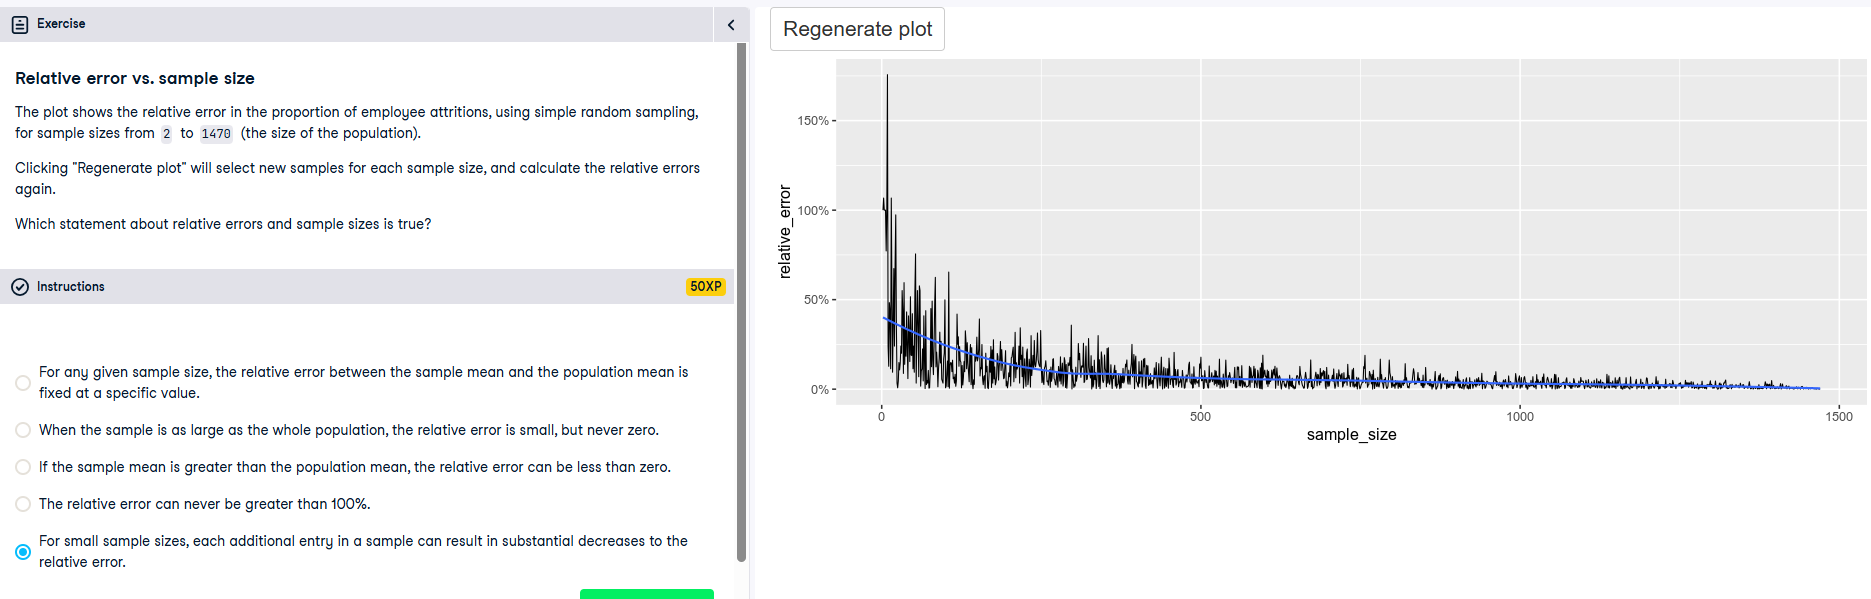 Exercise
Relative error vs. sample size
The plot shows the relative error in the proportion of employee attritions, using simple random sampling,
for sample sizes from 2 to 1470 (the size of the population).
Clicking "Regenerate plot" will select new samples for each sample size, and calculate the relative errors
again.
Which statement about relative errors and sample sizes is true?
Instructions
50XP
For any given sample size, the relative error between the sample mean and the population mean is
fixed at a specific value.
When the sample is as large as the whole population, the relative error is small, but never zero.
If the sample mean is greater than the population mean, the relative error can be less than zero.
The relative error can never be greater than 100%.
For small sample sizes, each additional entry in a sample can result in substantial decreases to the
relative error.
Regenerate plot
relative_error
150%
100%
50%
0%
0 500 1000 1500
sample_size